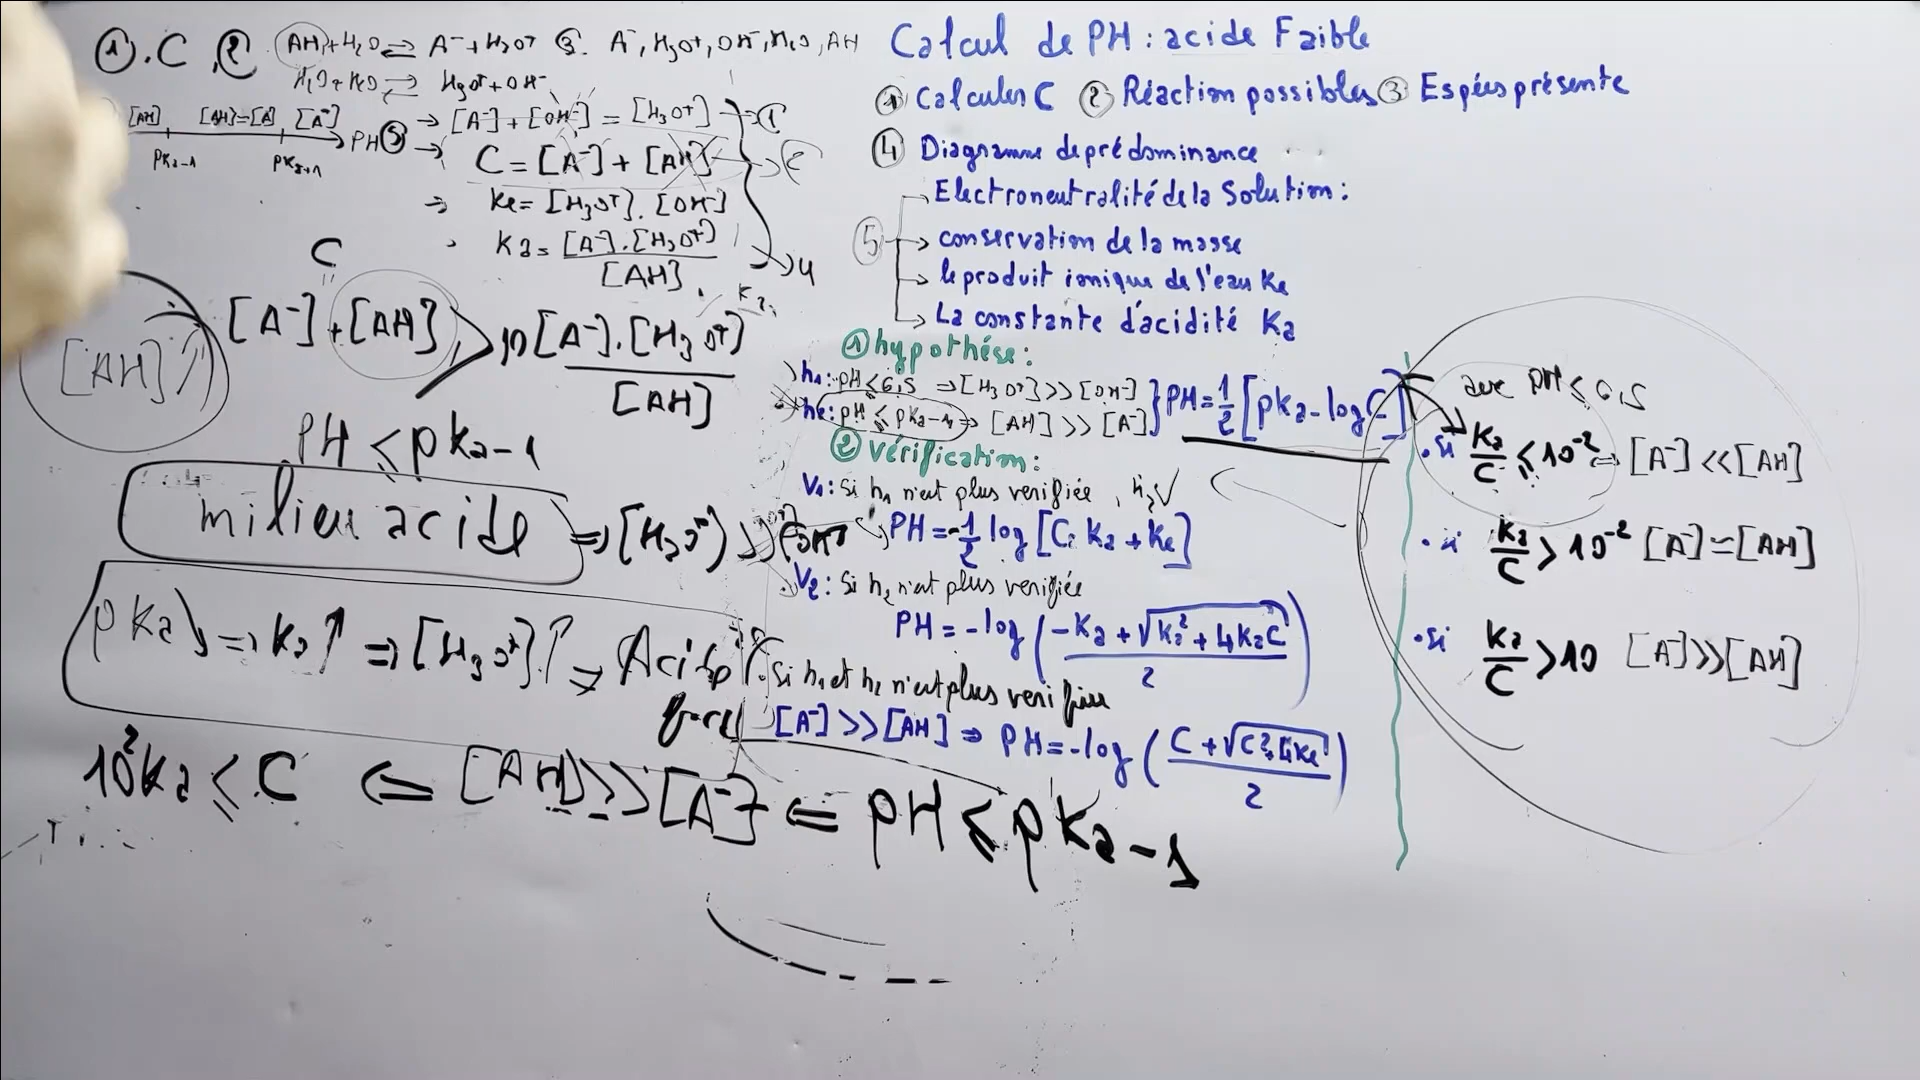 ① . C , ② AH + H₂O ⇌ A⁻ + H₃O⁺ ③. A⁻, H₃O⁺, OH⁻, H₂O, AH
H₂O + H₂O ⇌ H₃O⁺ + OH⁻
[AH] [AH]=[A] [A⁻]
pKa-1 pKa+1 PH
⑤ → [A⁻] + [OH⁻] = [H₃O⁺] → 1
→ C = [A⁻] + [AH] → 2
→ Ke = [H₃O⁺]. [OH⁻]
Ka = [A⁻].[H₃O⁺] / [AH] → 4
C
[AH] ↑ [A⁻] + [AH] ≥ 10 [A⁻].[H₃O⁺] / [AH]
PH ≤ pKa-1
milieu acide ⇒ [H₃O⁺] >> [OH⁻]
pKa ↓ ⇒ Ka ↑ ⇒ [H₃O⁺] ↑ ⇒ Acide
fort
10²Ka ≤ C ⇐ [AH] >> [A⁻] ⇐ pH ≤ pKa-1
Calcul de PH : acide Faible
① Calculer C ② Réaction possibles ③ Espées présente
④ Diagramme de prédominance
⑤ → Electroneutralité de la Solution :
→ conservation de la masse
→ le produit ionique de l'eau Ke
→ La constante d'acidité Ka
① hypothése :
h₁ : pH ≤ 6,5 ⇒ [H₃O⁺] >> [OH⁻]
h₂ : pH ≤ pKa-1 ⇒ [AH] >> [A⁻] } PH = 1/2 [pKa - log C]
② vérification :
V₁ : Si h₁ n'est plus verifiée , h₂ ✓
PH = -1/2 log [C. Ka + Ke]
V₂ : Si h₂ n'est plus verifiée
PH = -log ( (-Ka + √(Ka² + 4KaC)) / 2 )
. Si h₁ et h₂ n'est plus verifiée
[A⁻] >> [AH] ⇒ PH = -log ( (C + √(C²+4Ke)) / 2 )
avec PH ≤ 6,5
. Si Ka/C ≤ 10⁻² ⇒ [A⁻] << [AH]
. si Ka/C > 10⁻² [A⁻] = [AH]
. si Ka/C > 10 [A⁻] >> [AH]